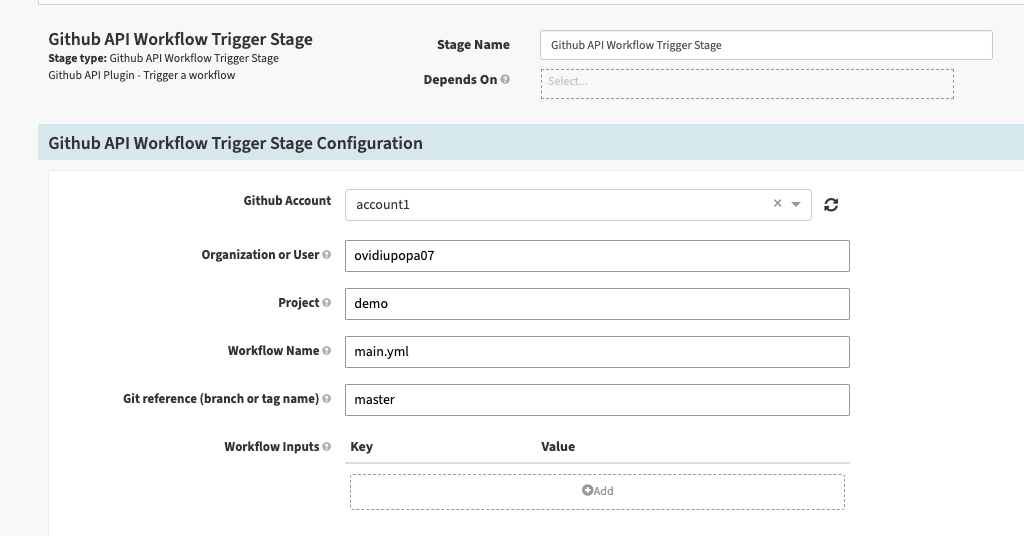 Github API Workflow Trigger Stage
Stage type: Github API Workflow Trigger Stage
Github API Plugin - Trigger a workflow
Stage Name
Github API Workflow Trigger Stage
Depends On
Select...
Github API Workflow Trigger Stage Configuration
Github Account
account1
Organization or User
ovidiupopa07
Project
demo
Workflow Name
main.yml
Git reference (branch or tag name)
master
Workflow Inputs
Key Value
Add